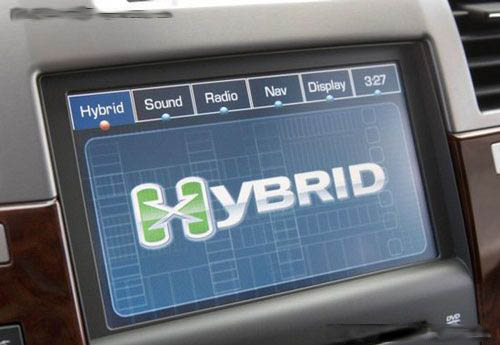 Hybrid Sound Radio Nav Display 3:27
HYBRID
DVD